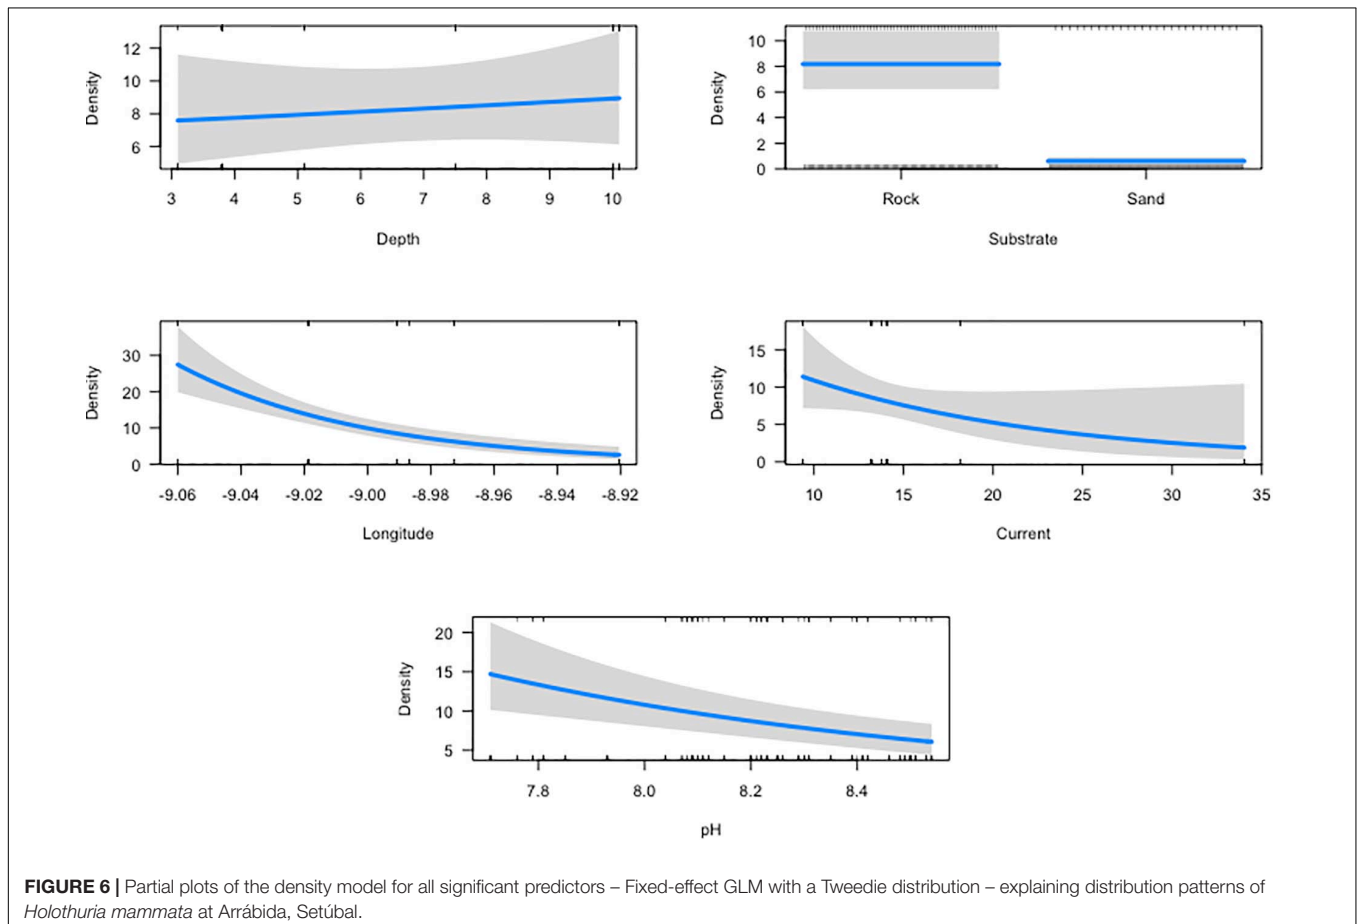 12
10
8
6
Density
3 4 5 6 7 8 9 10
Depth
10
8
6
4
2
0
Density
Rock Sand
Substrate
30
20
10
0
Density
-9.06 -9.04 -9.02 -9.00 -8.98 -8.96 -8.94 -8.92
Longitude
15
10
5
0
Density
10 15 20 25 30 35
Current
20
15
10
5
Density
7.8 8.0 8.2 8.4
pH
FIGURE 6 | Partial plots of the density model for all significant predictors – Fixed-effect GLM with a Tweedie distribution – explaining distribution patterns of
Holothuria mammata at Arrábida, Setúbal.